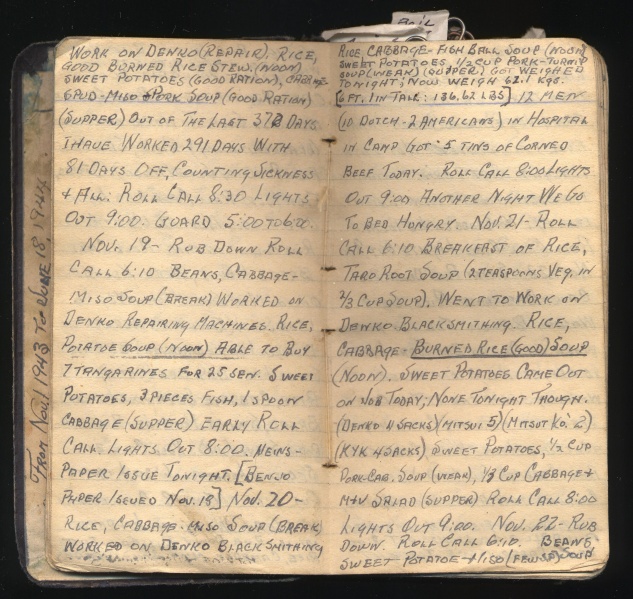 From Nov. 1943 to June 18, 1944.
Work on Denko (Repair). Rice,
Good Burned Rice Stew. (Noon)
Sweet Potatoes (Good Ration), Cabbage-
Spud-Miso Pork Soup (Good Ration)
(Supper) Out of the last 372 days
I have worked 291 days with
81 days off, counting sickness
+ all. Roll Call 8:30 Lights
Out 9:00. Guard 5:00 to 6:00.
Nov. 19- Rub Down Roll
Call 6:10 Beans, Cabbage-
Miso Soup (Break) Worked on
Denko Repairing Machines. Rice,
Potatoe Soup (Noon) Able to buy
7 Tangarines for 25 sen. Sweet
Potatoes, 3 pieces fish, 1 spoon
Cabbage (Supper) Early Roll
Call Lights Out 8:00. News-
paper issue tonight. [Benjo
Paper issued Nov. 18] Nov. 20-
Rice, Cabbage-Miso Soup (Break)
Worked on Denko Blacksmithing
Rice, Cabbage- Fish Ball Soup (Noon)
Sweet Potatoes 1/2 cup Pork-Turnip
Soup (Weak) (Supper) Got weighed
tonight; now weigh 62.1 Kgs.
[6 ft. 1 in tall: 136.62 Lbs] 12 men
(10 Dutch-2 Americans) in Hospital
in camp got 5 tins of corned
beef today. Roll Call 8:00 Lights
Out 9:00 Another night we go
to bed hungry. Nov. 21- Roll
Call 6:10 Breakfast of Rice,
Taro Root Soup (2 teaspoons veg. in
2/3 cup soup). Went to work on
Denko Blacksmithing. Rice,
Cabbage- Burned Rice (Good) Soup
(Noon). Sweet Potatoes came out
on job today, none tonight though.
(Denko 4 sacks) (Mitsui 5) (Mitsui Ko. 2)
(KYK 4 sacks) Sweet Potatoes, 1/2 cup
Pork-Cab. Soup (Weak), 1/3 cup Cabbage +
Salad (Supper) Roll Call 8:00
Lights Out 9:00. Nov. 22- Rub
Down. Roll Call 6:10. Beans,
Sweet Potatoe-Miso (Few SP) Soup